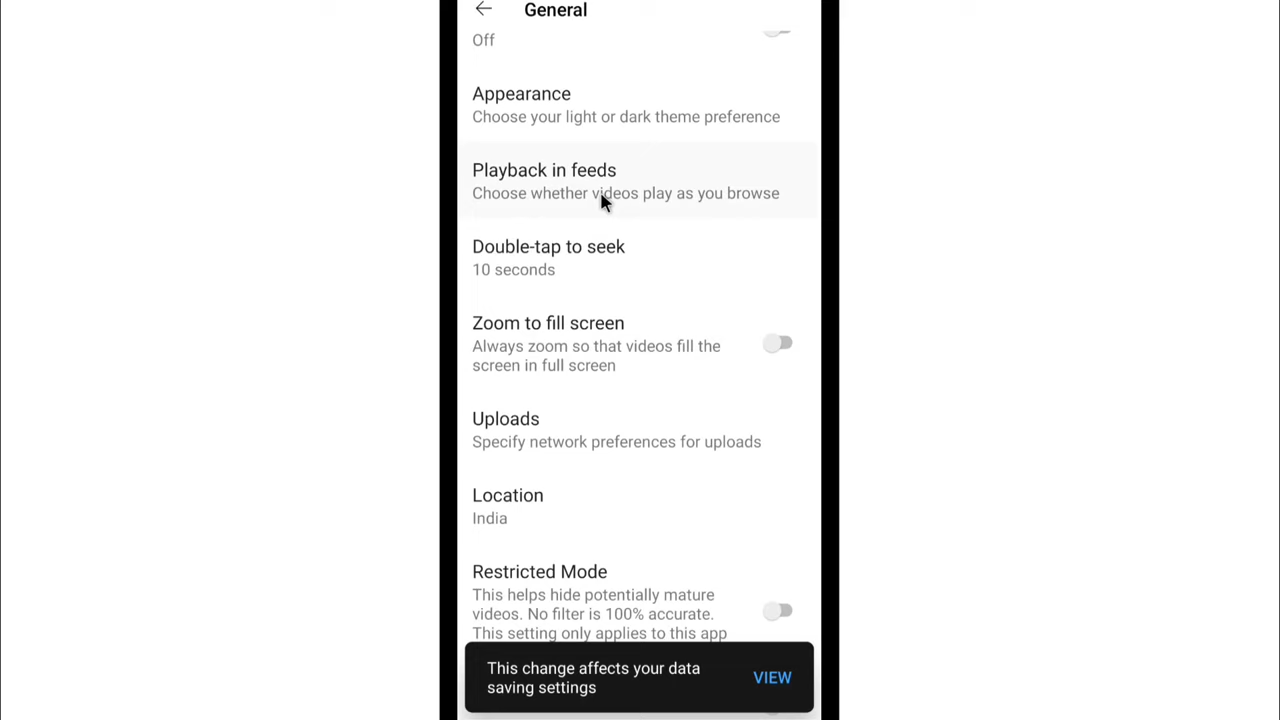 General
Off
Appearance
Choose your light or dark theme preference
Playback in feeds
Choose whether videos play as you browse
Double-tap to seek
10 seconds
Zoom to fill screen
Always zoom so that videos fill the
screen in full screen
Uploads
Specify network preferences for uploads
Location
India
Restricted Mode
This helps hide potentially mature
videos. No filter is 100% accurate.
This setting only applies to this app
This change affects your data
saving settings
VIEW